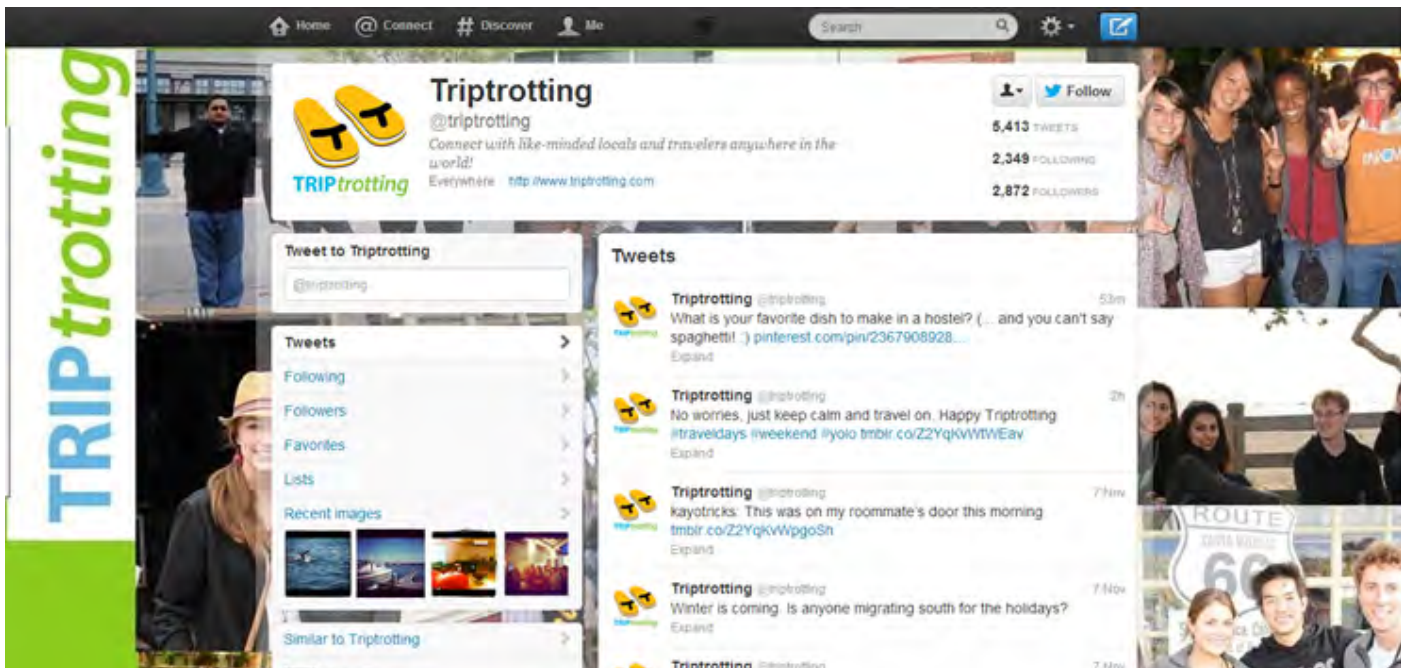 Home @ Connect # Discover Me Search
TRIPtrotting
Triptrotting
@triptrotting
Connect with like-minded locals and travelers anywhere in the
world!
Everywhere http://www.triptrotting.com
TRIPtrotting
Follow
5,413 TWEETS
2,349 FOLLOWING
2,872 FOLLOWERS
Tweet to Triptrotting
@triptrotting
Tweets
Following
Followers
Favorites
Lists
Recent images
Similar to Triptrotting
Tweets
Triptrotting @triptrotting 53m
What is your favorite dish to make in a hostel? (... and you can't say
spaghetti! :) pinterest.com/pin/2367908928...
Expand
Triptrotting @triptrotting 2h
No worries, just keep calm and travel on. Happy Triptrotting
#traveldays #weekend #yolo tmblr.co/Z2YqKvWtWEav
Expand
Triptrotting @triptrotting 7 Nov
kayotricks: This was on my roommate's door this morning
tmblr.co/Z2YqKvWpgoSh
Expand
Triptrotting @triptrotting 7 Nov
Winter is coming. Is anyone migrating south for the holidays?
Expand
Triptrotting @triptrotting 7 Nov
ROUTE
66